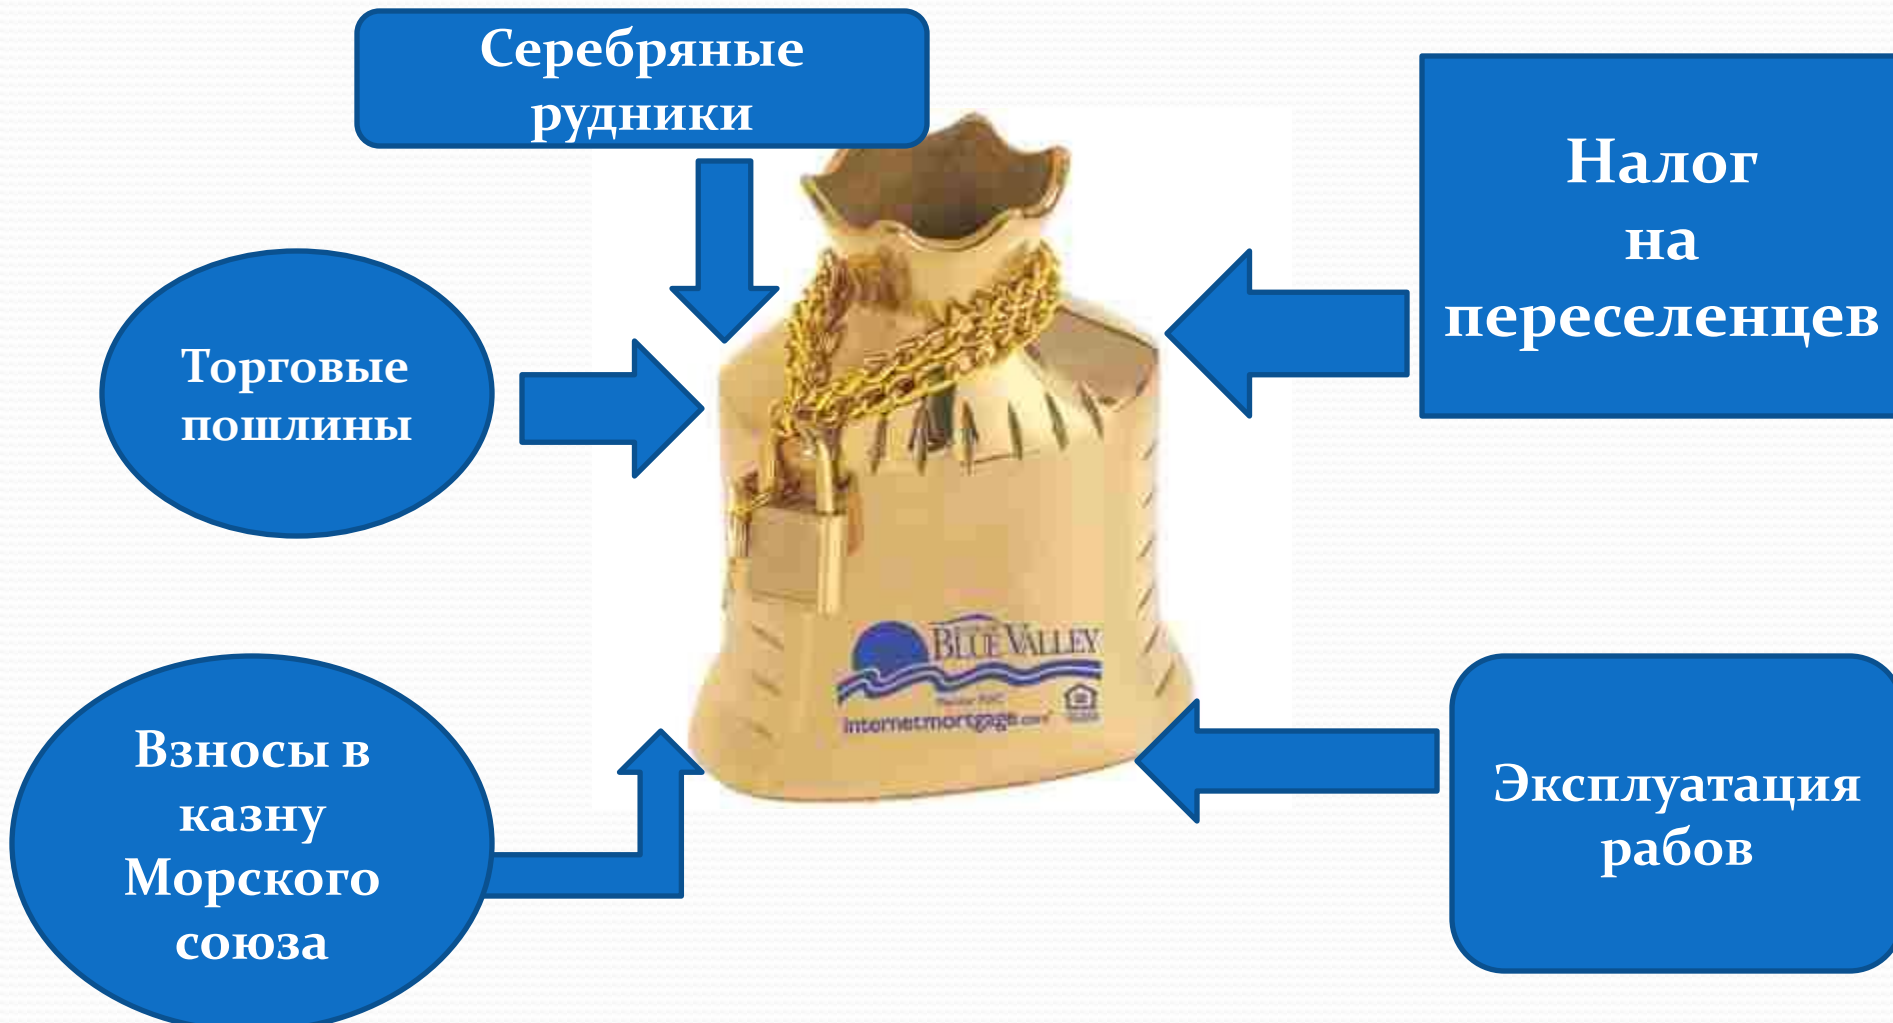 Серебряные
рудники
Налог
на
переселенцев
Торговые
пошлины
BLUE VALLEY
internetmortgage.com
Взносы в
казну
Морского
союза
Эксплуатация
рабов